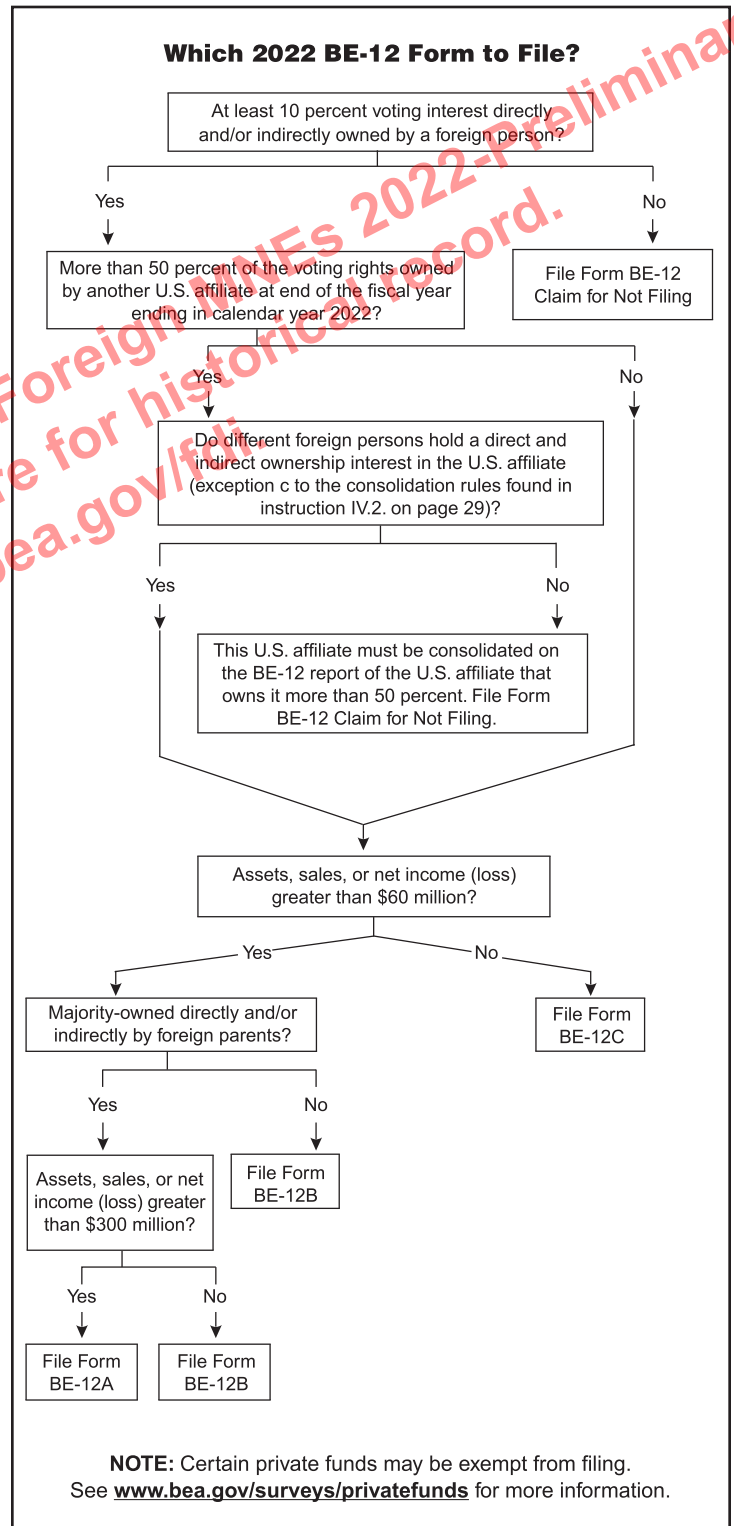 Which 2022 BE-12 Form to File?
At least 10 percent voting interest directly
and/or indirectly owned by a foreign person?
Yes
No
More than 50 percent of the voting rights owned
by another U.S. affiliate at end of the fiscal year
ending in calendar year 2022?
File Form BE-12
Claim for Not Filing
Yes
No
Do different foreign persons hold a direct and
indirect ownership interest in the U.S. affiliate
(exception c to the consolidation rules found in
instruction IV.2. on page 29)?
Yes
No
This U.S. affiliate must be consolidated on
the BE-12 report of the U.S. affiliate that
owns it more than 50 percent. File Form
BE-12 Claim for Not Filing.
Assets, sales, or net income (loss)
greater than $60 million?
Yes
No
Majority-owned directly and/or
indirectly by foreign parents?
File Form
BE-12C
Yes
No
Assets, sales, or net
income (loss) greater
than $300 million?
File Form
BE-12B
Yes
No
File Form
BE-12A
File Form
BE-12B
NOTE: Certain private funds may be exempt from filing.
See www.bea.gov/surveys/privatefunds for more information.
Foreign MNEs 2022-Preliminar
re for historical record.
bea.gov/fdi.